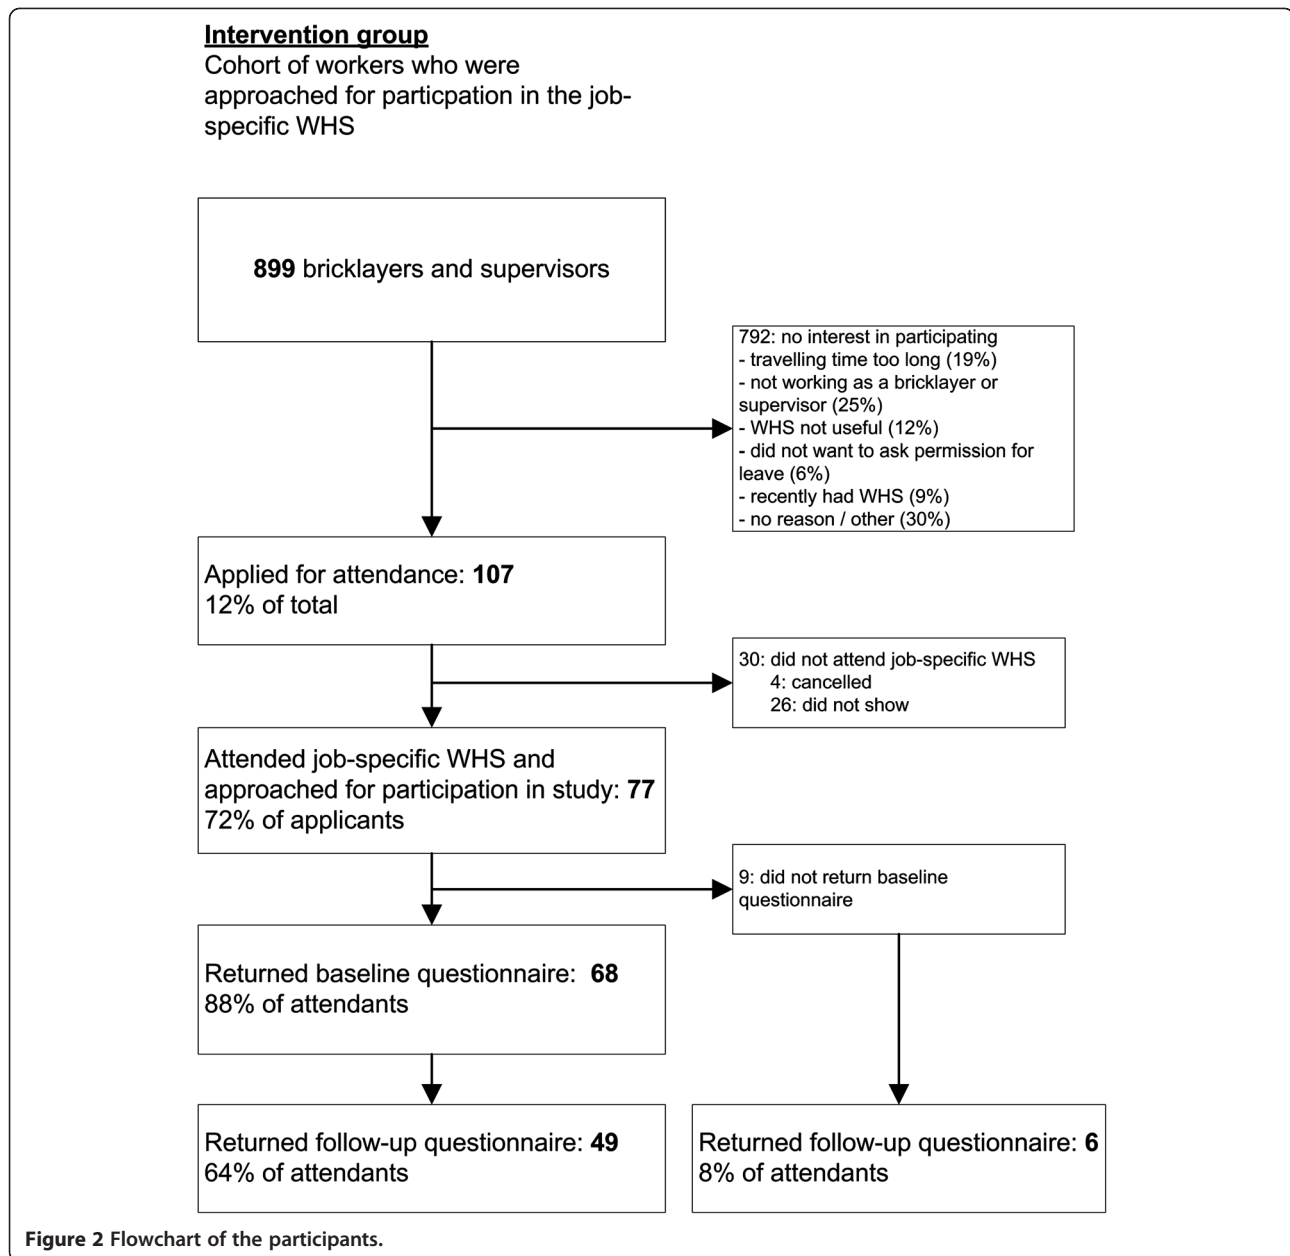 Intervention group
Cohort of workers who were
approached for particpation in the job-
specific WHS
899 bricklayers and supervisors
792: no interest in participating
- travelling time too long (19%)
- not working as a bricklayer or
supervisor (25%)
- WHS not useful (12%)
- did not want to ask permission for
leave (6%)
- recently had WHS (9%)
- no reason / other (30%)
Applied for attendance: 107
12% of total
30: did not attend job-specific WHS
4: cancelled
26: did not show
Attended job-specific WHS and
approached for participation in study: 77
72% of applicants
9: did not return baseline
questionnaire
Returned baseline questionnaire: 68
88% of attendants
Returned follow-up questionnaire: 49
64% of attendants
Returned follow-up questionnaire: 6
8% of attendants
Figure 2 Flowchart of the participants.